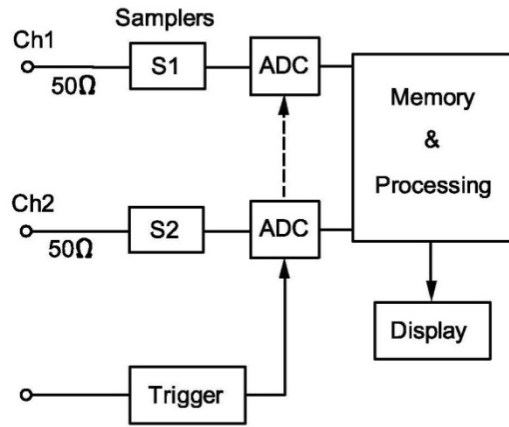 Samplers
Ch1
50Ω
S1
ADC
Memory
&
Processing
Ch2
50Ω
S2
ADC
Display
Trigger